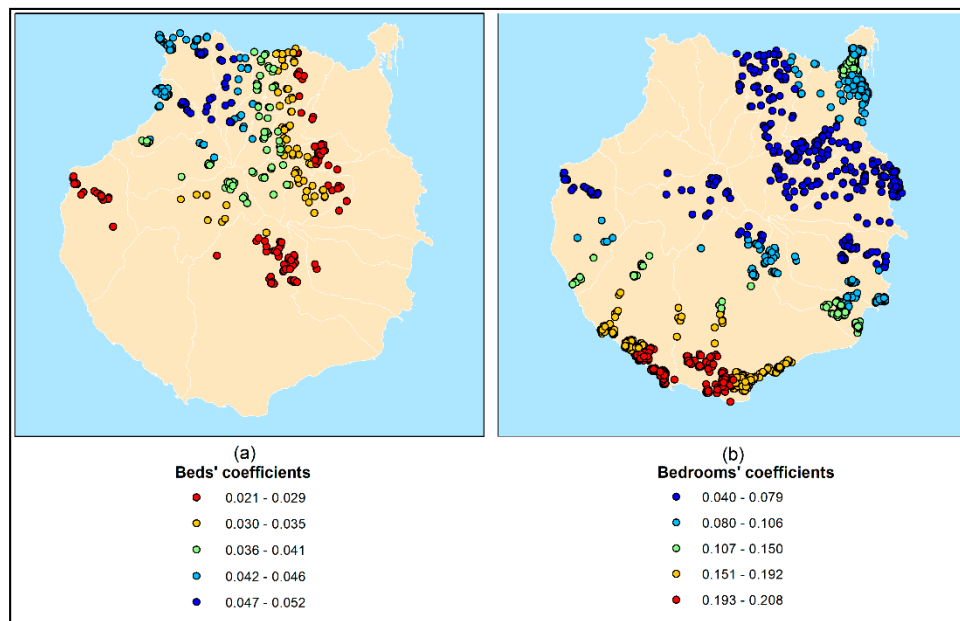 (a)
Beds' coefficients
0.021 - 0.029
0.030 - 0.035
0.036 - 0.041
0.042 - 0.046
0.047 - 0.052
(b)
Bedrooms' coefficients
0.040 - 0.079
0.080 - 0.106
0.107 - 0.150
0.151 - 0.192
0.193 - 0.208